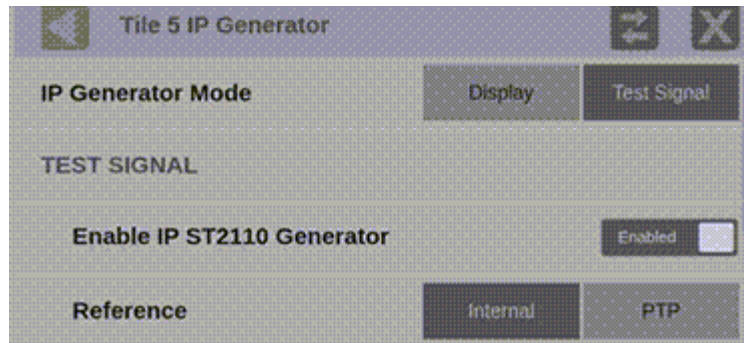 Tile 5 IP Generator
IP Generator Mode Display Test Signal
TEST SIGNAL
Enable IP ST2110 Generator Enabled
Reference Internal PTP